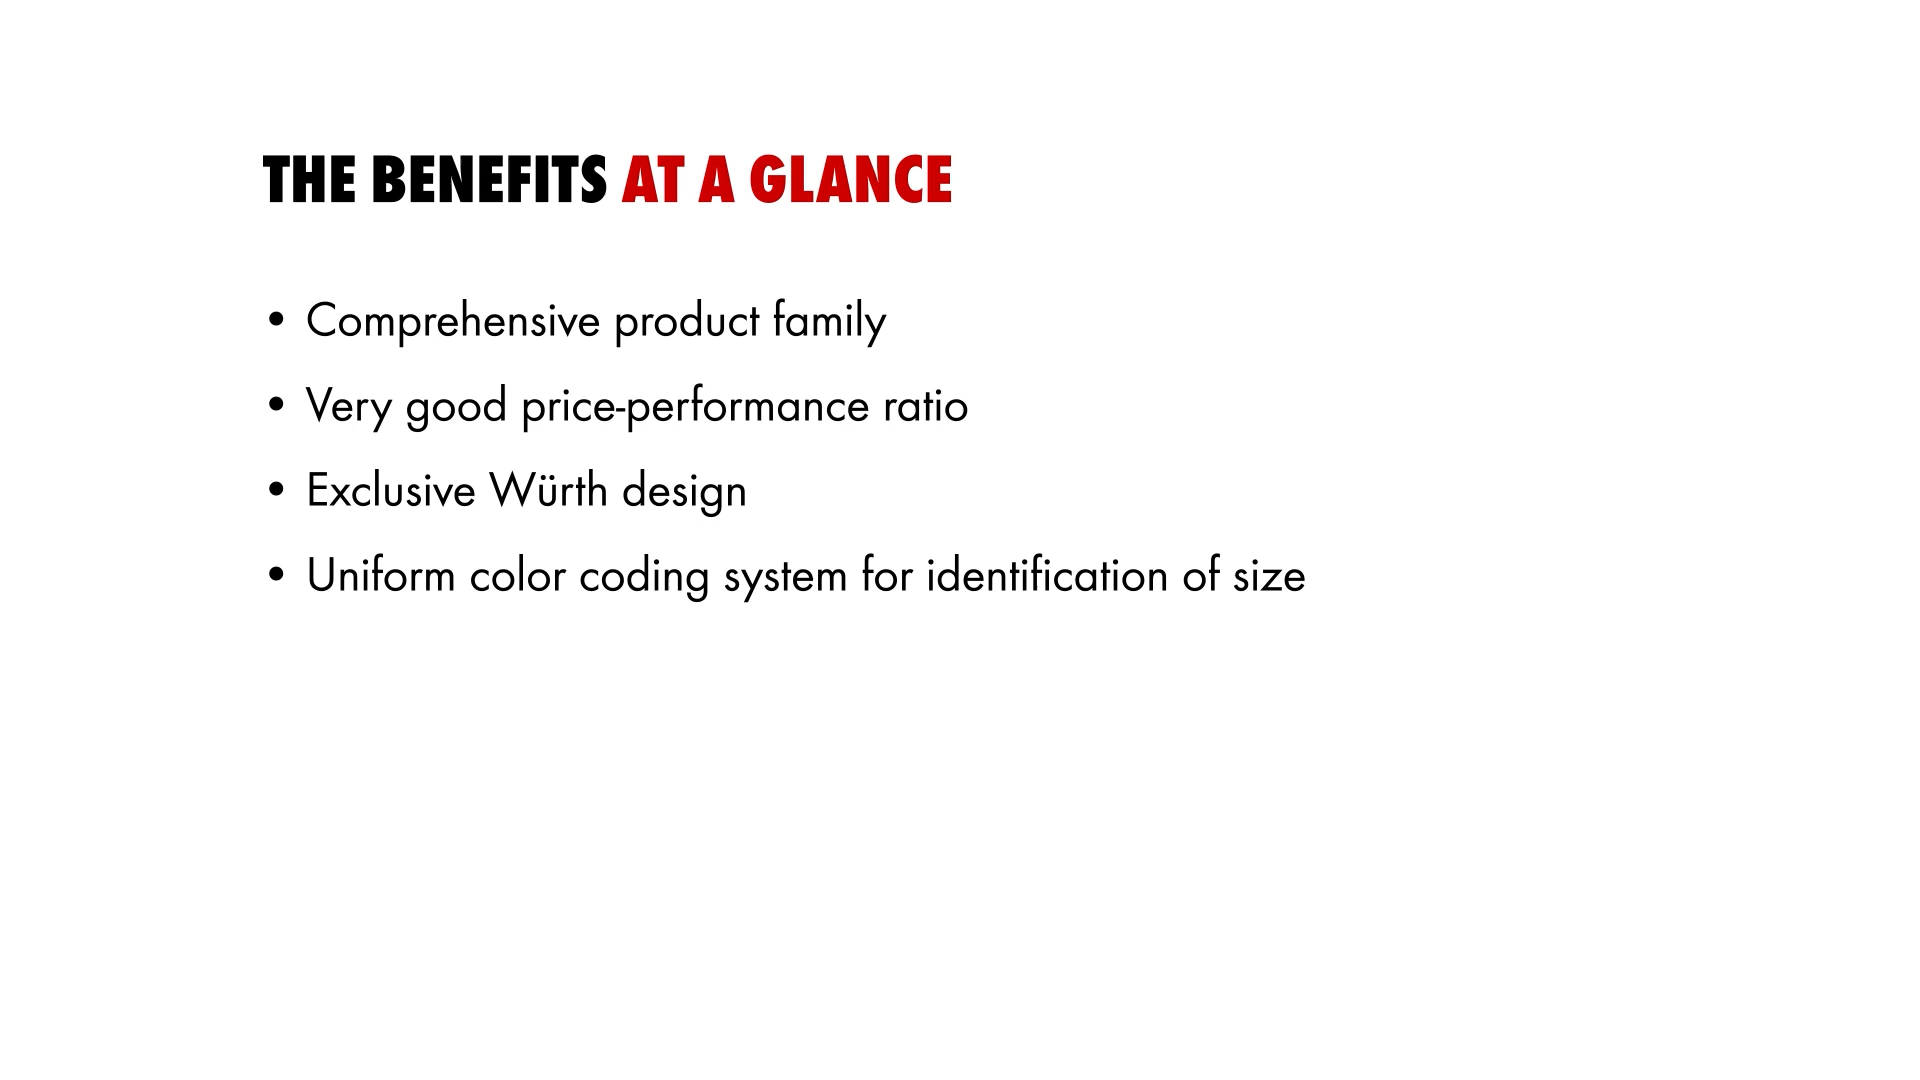 THE BENEFITS AT A GLANCE
• Comprehensive product family
• Very good price-performance ratio
• Exclusive Würth design
• Uniform color coding system for identification of size